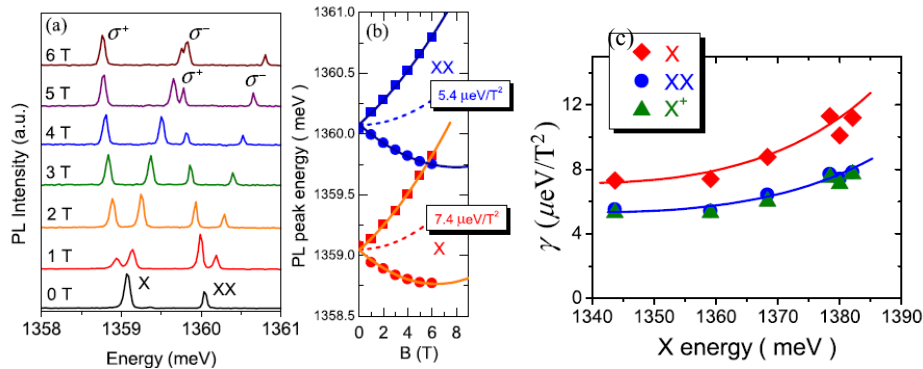 (a)
σ+
σ−
6 T
σ+
σ−
5 T
4 T
3 T
2 T
1 T
X
XX
0 T
PL Intensity (a.u.)
1358
1359
1360
1361
Energy (meV)
(b)
1361.0
1360.5
1360.0
1359.5
1359.0
1358.5
PL peak energy ( meV )
XX
5.4 μeV/T²
7.4 μeV/T²
X
0
2
4
6
8
B (T)
(c)
X
XX
X+
12
8
4
0
γ (μeV/T²)
1340
1350
1360
1370
1380
1390
X energy ( meV )